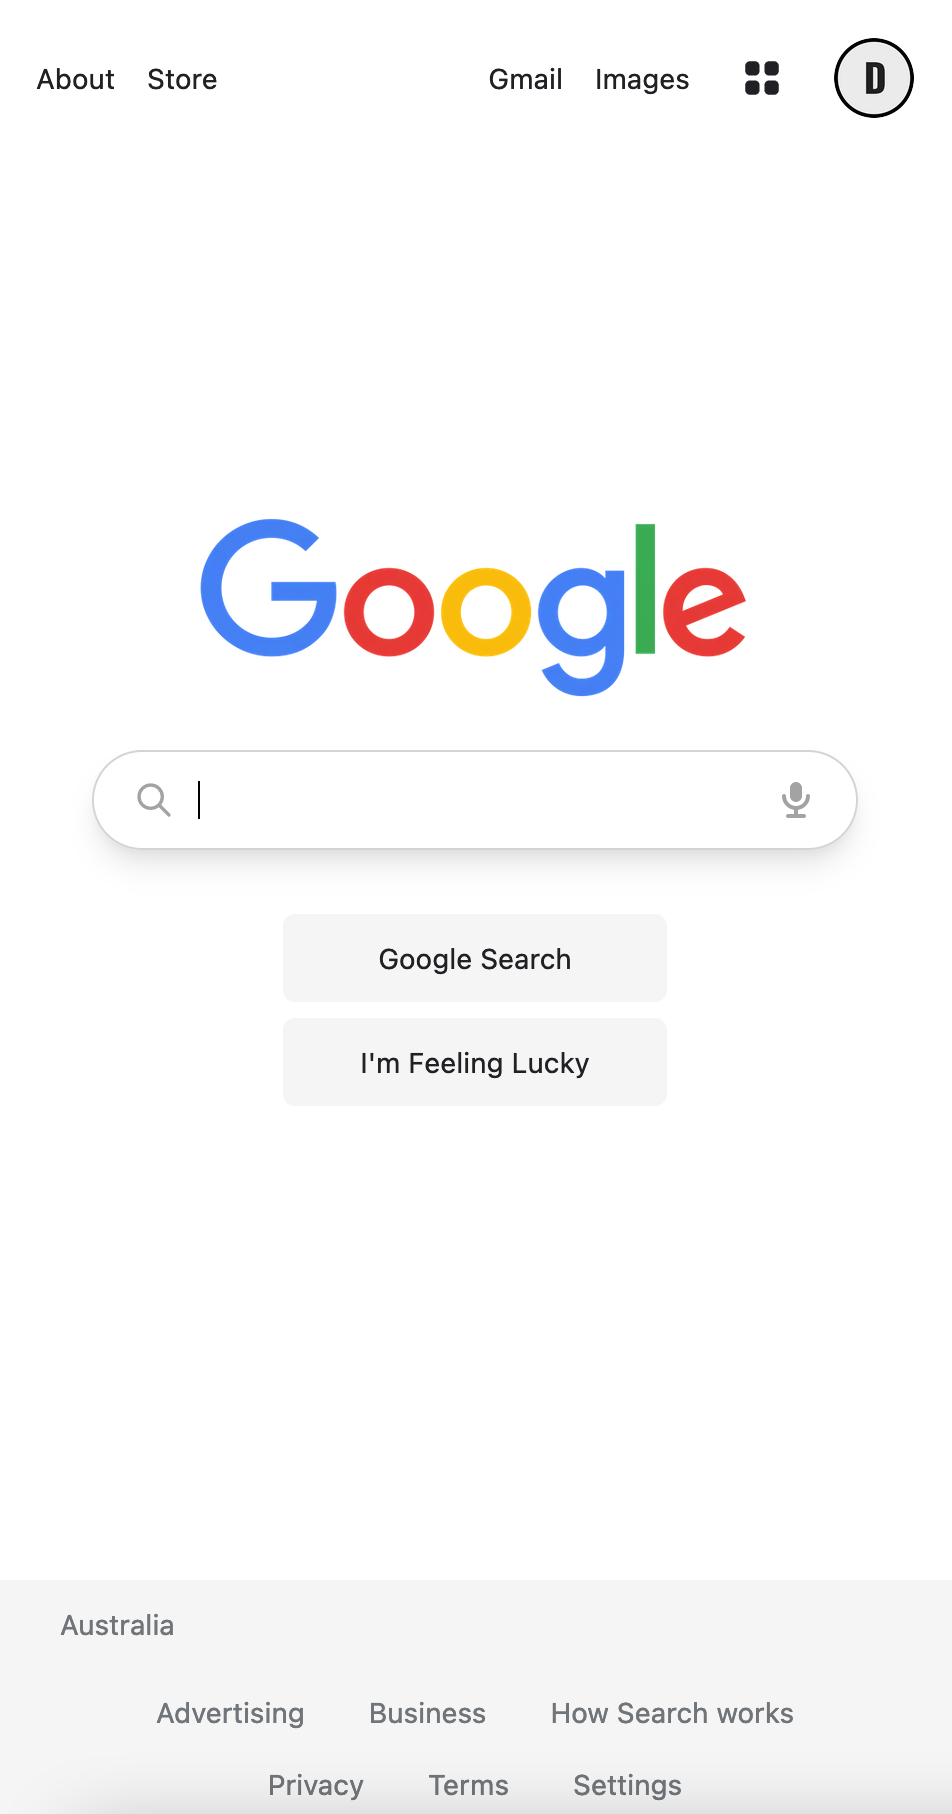 About Store Gmail Images D
Google
Google Search
I'm Feeling Lucky
Australia
Advertising Business How Search works
Privacy Terms Settings